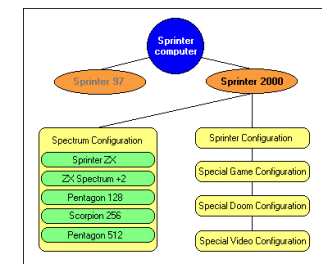 Sprinter
computer
Sprinter 97
Sprinter 2000
Spectrum Configuration
Sprinter ZX
ZX Spectrum +2
Pentagon 128
Scorpion 256
Pentagon 512
Sprinter Configuration
Special Game Configuration
Special Doom Configuration
Special Video Configuration